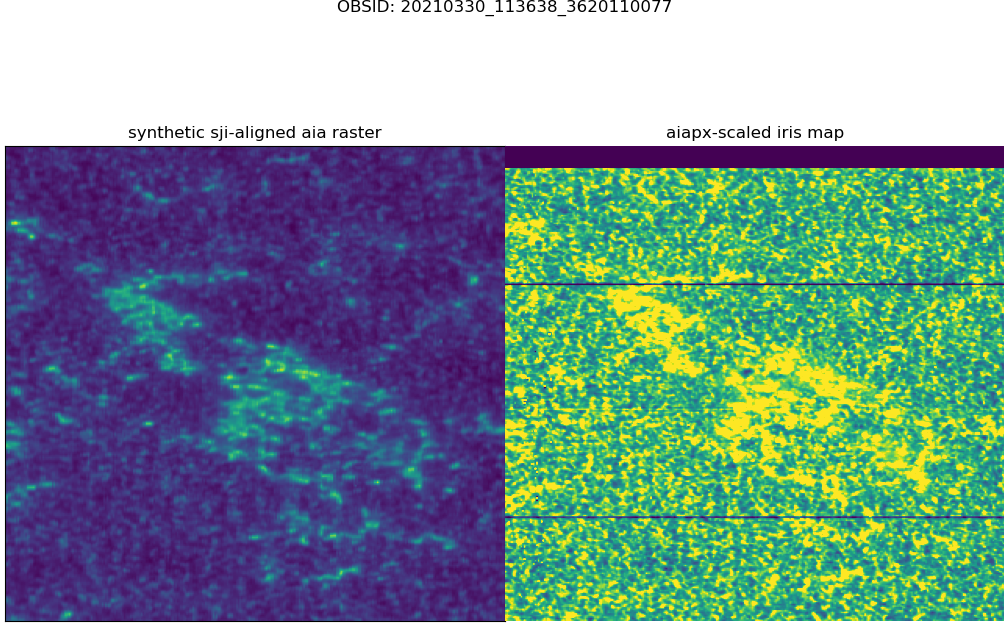 OBSID: 20210330_113638_3620110077
synthetic sji-aligned aia raster
aiapx-scaled iris map